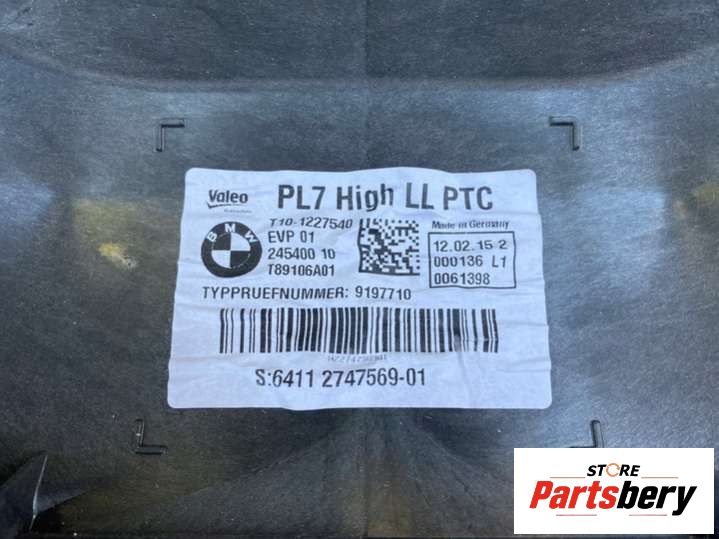 Valeo
PL7 High LL PTC
T10-1227540
EVP 01
245400 10
T89106A01
BMW
Made in Germany
12.02.15 2
000136 L1
0061398
TYPPRUEFNUMMER: 9197710
S:6411 2747569-01
STORE
Partsbery